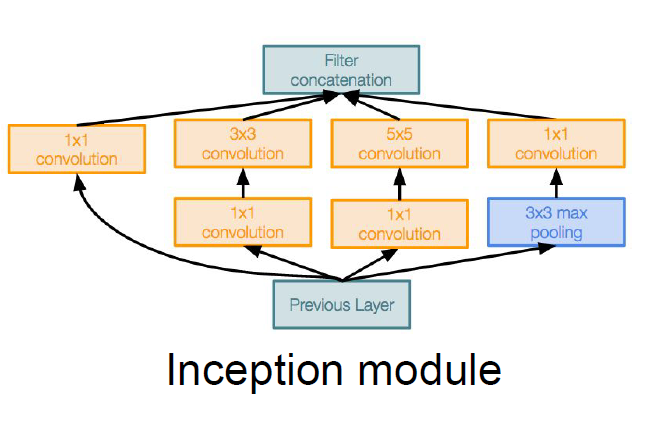 Filter
concatenation
1x1
convolution
3x3
convolution
5x5
convolution
1x1
convolution
1x1
convolution
1x1
convolution
3x3 max
pooling
Previous Layer
Inception module